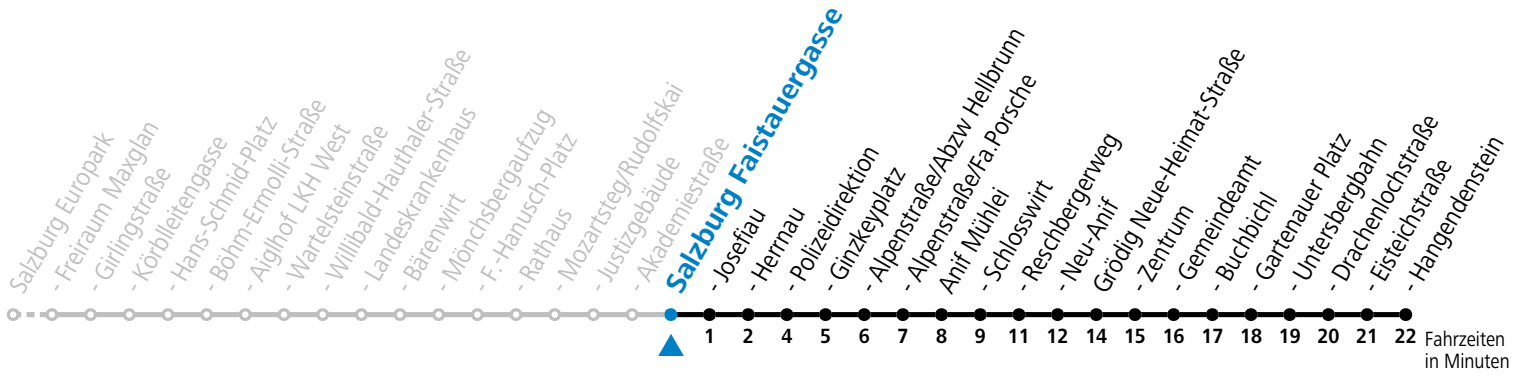 Salzburg Europark
- Freiraum Maxglan
- Girlingstraße
- Korblleitengasse
- Hans-Schmid-Platz
- Böhm-Ermolli-Straße
- Aiglhof LKH West
- Wartelsteinstraße
- Willibald-Hauthaler-Straße
- Landeskrankenhaus
- Bärenwirt
- Mönchsbergaufzug
- F.-Hanusch-Platz
- Rathaus
- Mozartsteg/Rudolfskai
- Justizgebäude
- Akademiestraße
Salzburg Faistauergasse
- Josefiau
- Herrnau
- Polizeidirektion
- Ginzkeyplatz
- Alpenstraße/Abzw Hellbrunn
- Alpenstraße/Fa.Porsche
Anif Mühlei
- Schlosswirt
- Reschbergerweg
- Neu-Anif
Grödig Neue-Heimat-Straße
- Zentrum
- Gemeindeamt
- Buchbichl
- Gartenauer Platz
- Untersbergbahn
- Drachenlochstraße
- Eisteichstraße
- Hangendenstein
1 2 4 5 6 7 8 9 11 12 14 15 16 17 18 19 20 21 22 Fahrzeiten
in Minuten